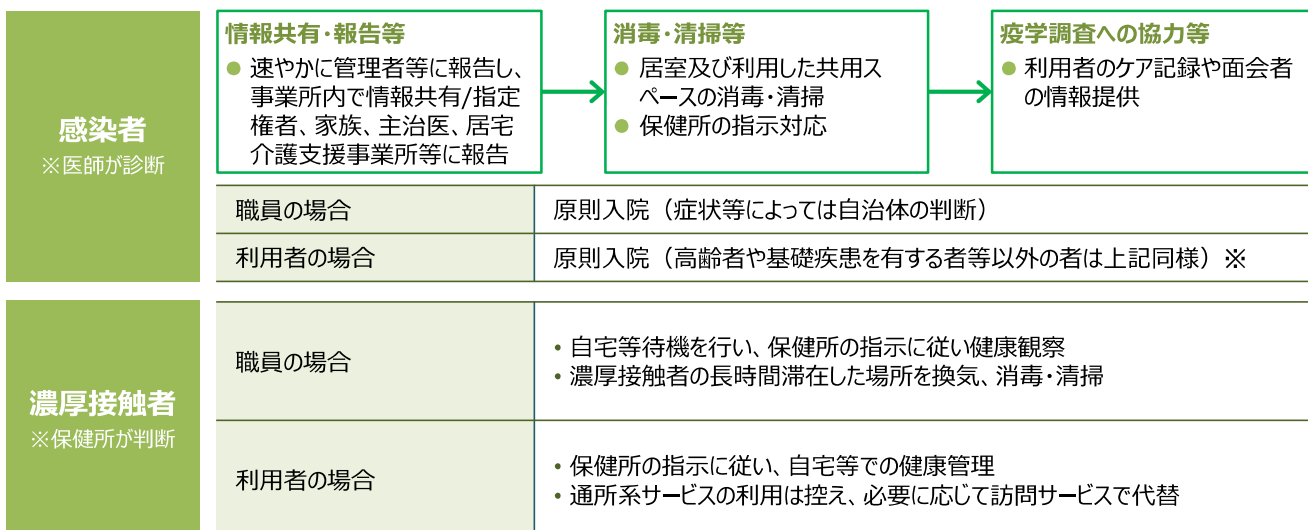 感染者
※医師が診断
情報共有・報告等
● 速やかに管理者等に報告し、
事業所内で情報共有/指定
権者、家族、主治医、居宅
介護支援事業所等に報告
消毒・清掃等
● 居室及び利用した共用ス
ペースの消毒・清掃
● 保健所の指示対応
疫学調査への協力等
● 利用者のケア記録や面会者
の情報提供
職員の場合
原則入院（症状等によっては自治体の判断）
利用者の場合
原則入院（高齢者や基礎疾患を有する者等以外の者は上記同様）※
濃厚接触者
※保健所が判断
職員の場合
• 自宅等待機を行い、保健所の指示に従い健康観察
• 濃厚接触者の長時間滞在した場所を換気、消毒・清掃
利用者の場合
• 保健所の指示に従い、自宅等での健康管理
• 通所系サービスの利用は控え、必要に応じて訪問サービスで代替